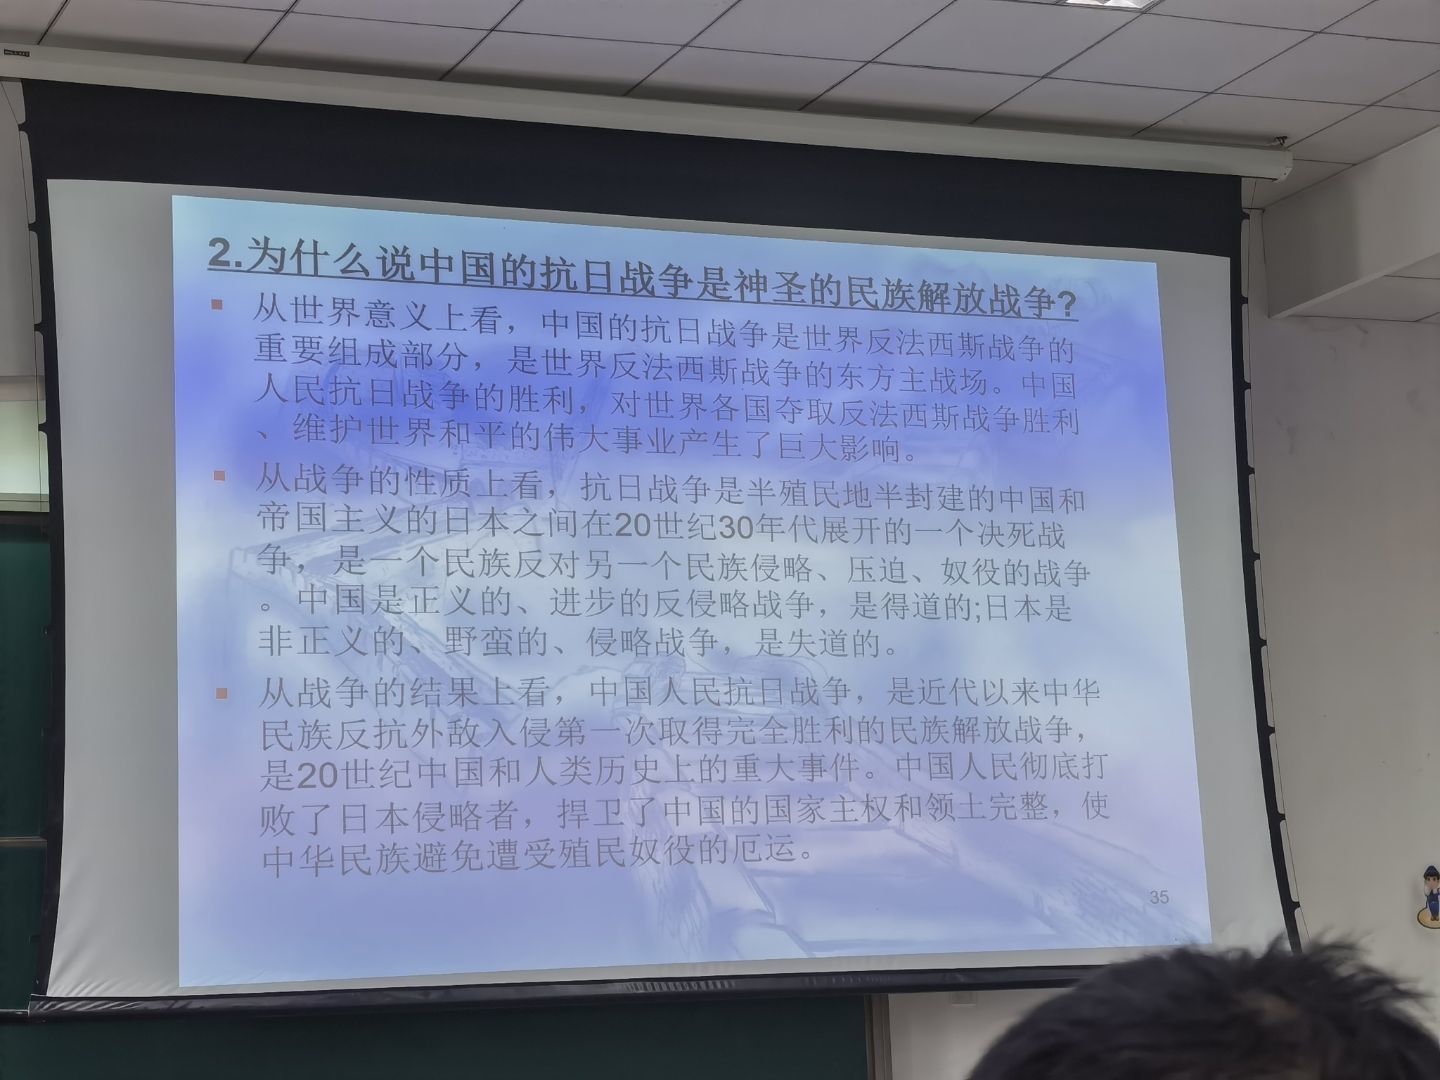 2.为什么说中国的抗日战争是神圣的民族解放战争?
从世界意义上看，中国的抗日战争是世界反法西斯战争的
重要组成部分，是世界反法西斯战争的东方主战场。中国
人民抗日战争的胜利，对世界各国夺取反法西斯战争胜利
、维护世界和平的伟大事业产生了巨大影响。
从战争的性质上看，抗日战争是半殖民地半封建的中国和
帝国主义的日本之间在20世纪30年代展开的一个决死战
争，是一个民族反对另一个民族侵略、压迫、奴役的战争
。中国是正义的、进步的反侵略战争，是得道的;日本是
非正义的、野蛮的、侵略战争，是失道的。
从战争的结果上看，中国人民抗日战争，是近代以来中华
民族反抗外敌入侵第一次取得完全胜利的民族解放战争，
是20世纪中国和人类历史上的重大事件。中国人民彻底打
败了日本侵略者，捍卫了中国的国家主权和领土完整，使
中华民族避免遭受殖民奴役的厄运。
35